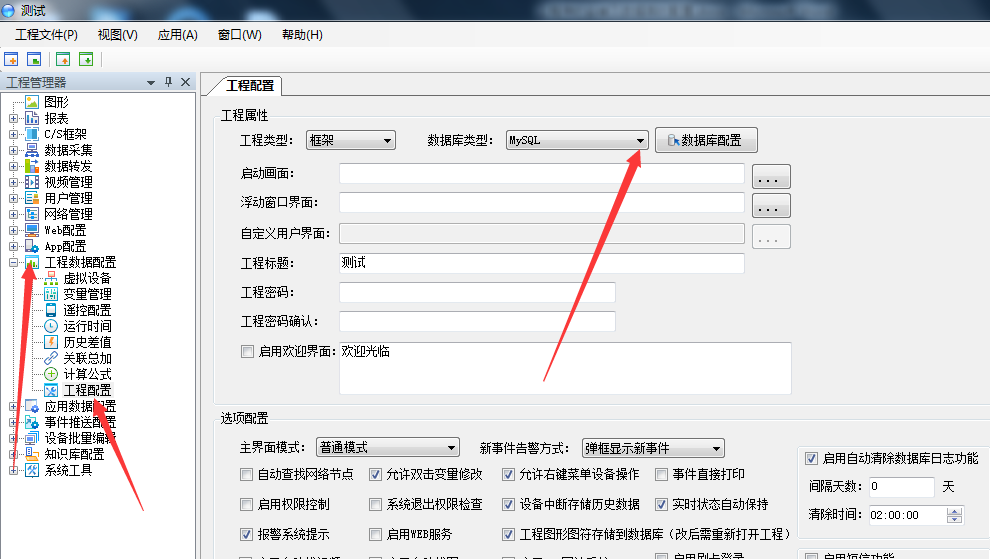 测试
工程文件(P) 视图(V) 应用(A) 窗口(W) 帮助(H)
工程管理器
图形
报表
C/S框架
数据采集
数据转发
视频管理
用户管理
网络管理
Web配置
App配置
工程数据配置
虚拟设备
变量管理
遥控配置
运行时间
历史差值
关联总加
计算公式
工程配置
应用数据配置
事件推送配置
设备批量编辑
知识库配置
系统工具
工程配置
工程属性
工程类型: 框架 数据库类型: MySQL 数据库配置
启动画面: ...
浮动窗口界面: ...
自定义用户界面: ...
工程标题: 测试
工程密码:
工程密码确认:
启用欢迎界面: 欢迎光临
选项配置
主界面模式: 普通模式 新事件告警方式: 弹框显示新事件
自动查找网络节点 允许双击变量修改 允许右键菜单设备操作 事件直接打印
启用权限控制 系统退出权限检查 设备中断存储历史数据 实时状态自动保持
报警系统提示 启用WEB服务 工程图形图符存储到数据库（改后需重新打开工程）
启用自动清除数据库日志功能
间隔天数: 0 天
清除时间: 02:00:00
启用刷卡登录
启用短信功能